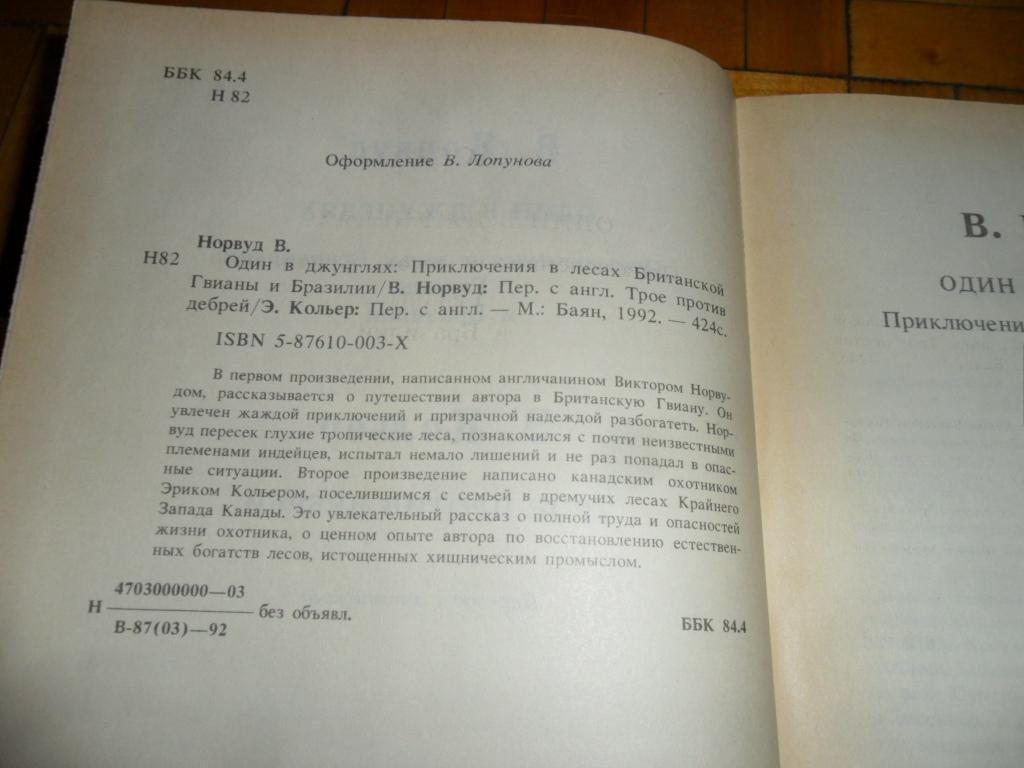 ББК 84.4
Н 82
Оформление В. Лопунова
Норвуд В.
Н82 Один в джунглях: Приключения в лесах Британской
Гвианы и Бразилии/В. Норвуд: Пер. с англ. Трое против
дебрей/Э. Кольер: Пер. с англ. — М.: Баян, 1992. — 424с.
ISBN 5-87610-003-X
В первом произведении, написанном англичанином Виктором Норву-
дом, рассказывается о путешествии автора в Британскую Гвиану. Он
увлечен жаждой приключений и призрачной надеждой разбогатеть. Нор-
вуд пересек глухие тропические леса, познакомился с почти неизвестными
племенами индейцев, испытал немало лишений и не раз попадал в опас-
ные ситуации. Второе произведение написано канадским охотником
Эриком Кольером, поселившимся с семьей в дремучих лесах Крайнего
Запада Канады. Это увлекательный рассказ о полной труда и опасностей
жизни охотника, о ценном опыте автора по восстановлению естествен-
ных богатств лесов, истощенных хищническим промыслом.
4703000000—03
Н без объявл.
В-87(03)—92
ББК 84.4
В.
ОДИН
Приключени